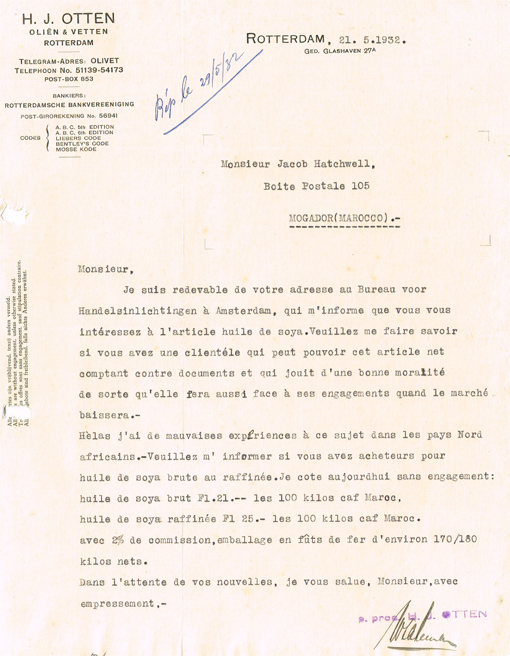 H. J. OTTEN
OLIËN & VETTEN
ROTTERDAM
TELEGRAM-ADRES: OLIVET
TELEPHOON No. 51139-54173
POST-BOX 853
BANKIERS:
ROTTERDAMSCHE BANKVEREENIGING
POST-GIROREKENING No. 56941
CODES
A. B. C. 5th EDITION
A. B. C. 6th EDITION
LIEBERS CODE
BENTLEY'S CODE
MOSSE KODE
ROTTERDAM, 21. 5.1932.
GED. GLASHAVEN 27A
Rép le 29/5/32
Monsieur Jacob Hatchwell,
Boite Postale 105
MOGADOR(MAROCCO).-
Monsieur,
Je suis redevable de votre adresse au Bureau voor
Handelsinlichtingen à Amsterdam, qui m'informe que vous vous
intéressez à l'article huile de soya.Veuillez me faire savoir
si vous avez une clientéle qui peut pouvoir cet article net
comptant contre documents et qui jouit d'une bonne moralité
de sorte qu'elle fera aussi face à ses engagements quand le marché
baissera.-
Hèlas j'ai de mauvaises expériences à ce sujet dans les pays Nord
africains.-Veuillez m' informer si vous avez acheteurs pour
huile de soya brute au raffinée.Je cote aujourdhui sans engagement:
huile de soya brut Fl.21.-- les 100 kilos caf Maroc,
huile de soya raffinée Fl 25.- les 100 kilos caf Maroc.
avec 2% de commission,emballage en fûts de fer d'environ 170/180
kilos nets.
Dans l'attente de vos nouvelles, je vous salue, Monsieur,avec
empressement.-
p. proc. H. J. OTTEN